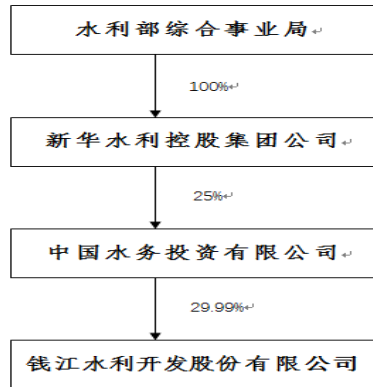 水利部综合事业局
100%
新华水利控股集团公司
25%
中国水务投资有限公司
29.99%
钱江水利开发股份有限公司